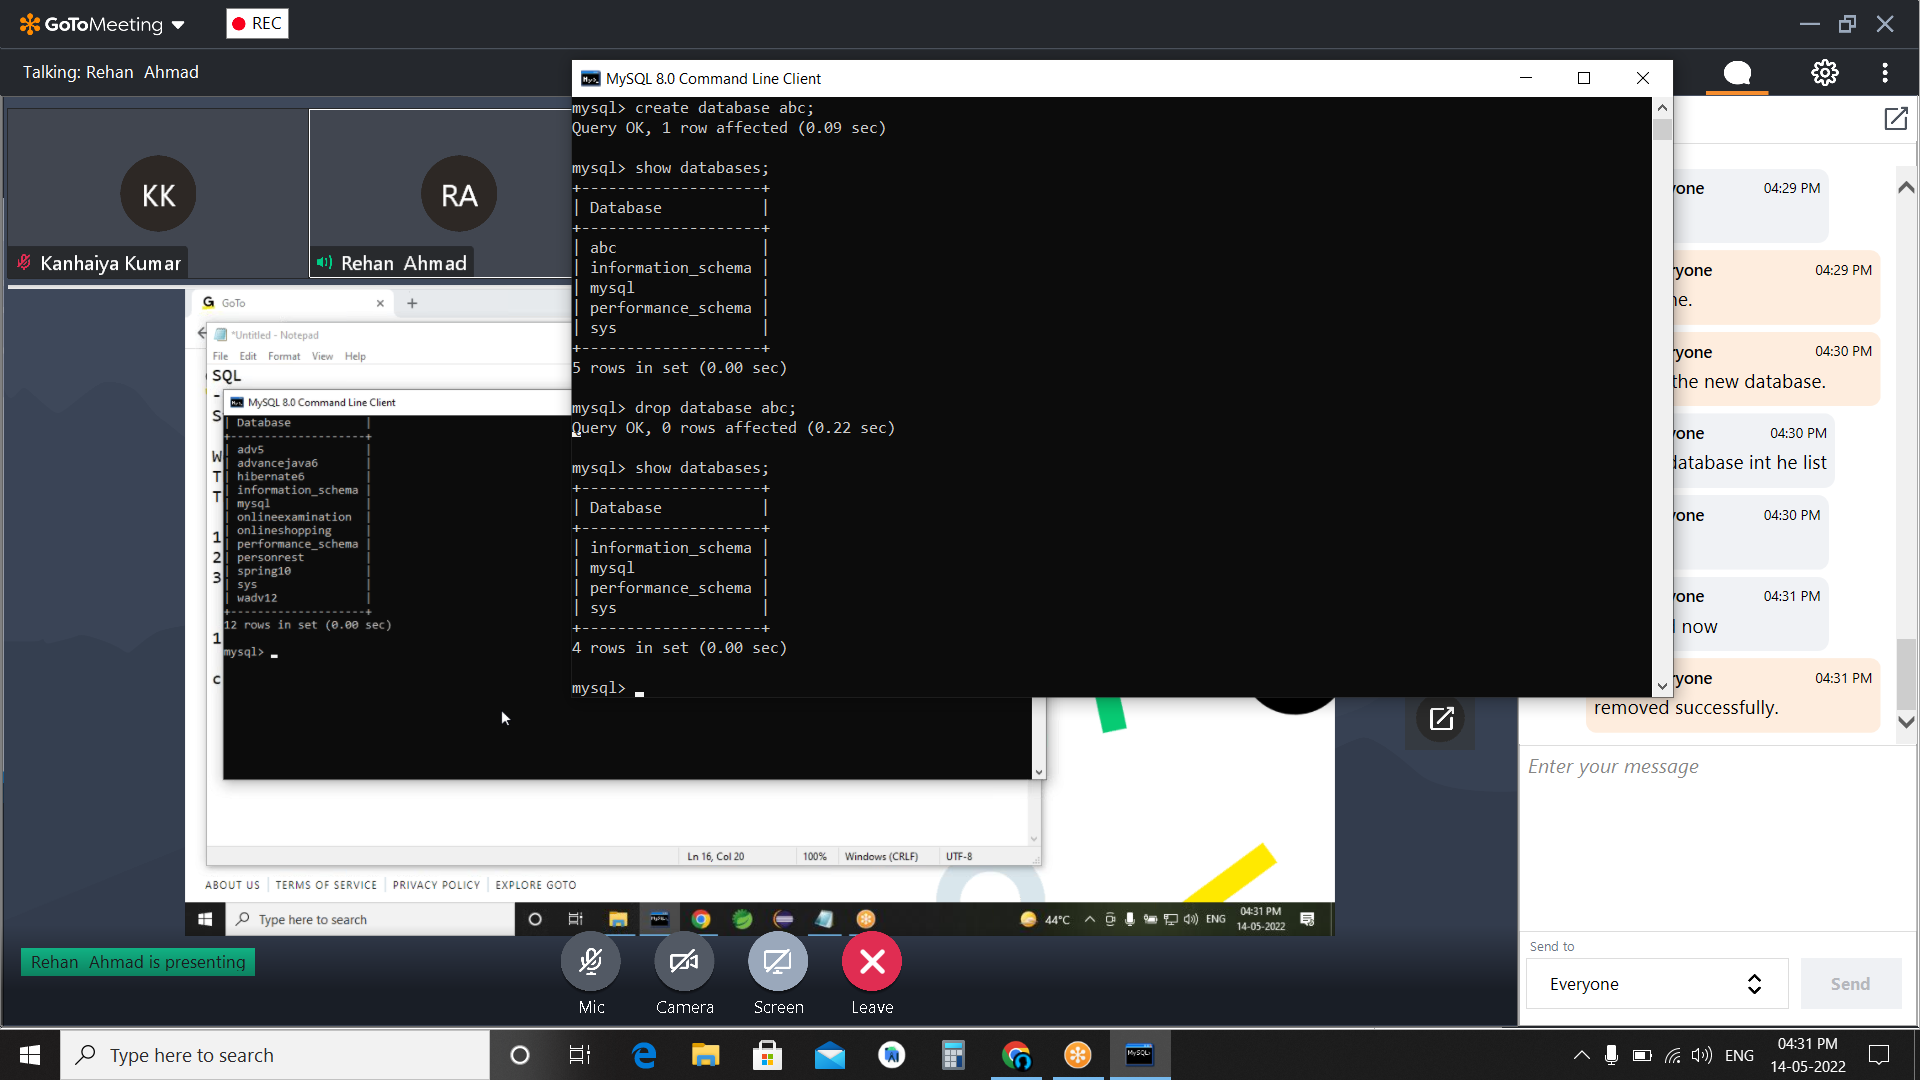 GoToMeeting
REC
Talking: Rehan Ahmad
KK
Kanhaiya Kumar
RA
Rehan Ahmad
MySQL 8.0 Command Line Client
mysql> create database abc;
Query OK, 1 row affected (0.09 sec)
mysql> show databases;
+--------------------+
| Database           |
+--------------------+
| abc                |
| information_schema |
| mysql              |
| performance_schema |
| sys                |
+--------------------+
5 rows in set (0.00 sec)
mysql> drop database abc;
Query OK, 0 rows affected (0.22 sec)
mysql> show databases;
+--------------------+
| Database           |
+--------------------+
| information_schema |
| mysql              |
| performance_schema |
| sys                |
+--------------------+
4 rows in set (0.00 sec)
mysql>
G GoTo
*Untitled - Notepad
File Edit Format View Help
SQL
-
S
W
T
T
1
2
3
1
c
MySQL 8.0 Command Line Client
| Database           |
+--------------------+
| adv5               |
| advancejava6       |
| hibernate6         |
| information_schema |
| mysql              |
| onlineexamination  |
| onlineshopping     |
| performance_schema |
| personrest         |
| spring10           |
| sys                |
| wadv12             |
+--------------------+
12 rows in set (0.00 sec)
mysql>
Ln 16, Col 20 100% Windows (CRLF) UTF-8
ABOUT US | TERMS OF SERVICE | PRIVACY POLICY | EXPLORE GOTO
Type here to search
44°C ENG 04:31 PM
14-05-2022
Rehan Ahmad is presenting
Mic Camera Screen Leave
04:29 PM
04:29 PM
04:30 PM
the new database.
04:30 PM
int he list
04:30 PM
04:31 PM
now
04:31 PM
removed successfully.
Enter your message
Send to
Everyone
Send
Type here to search
MySQL
ENG 04:31 PM
14-05-2022